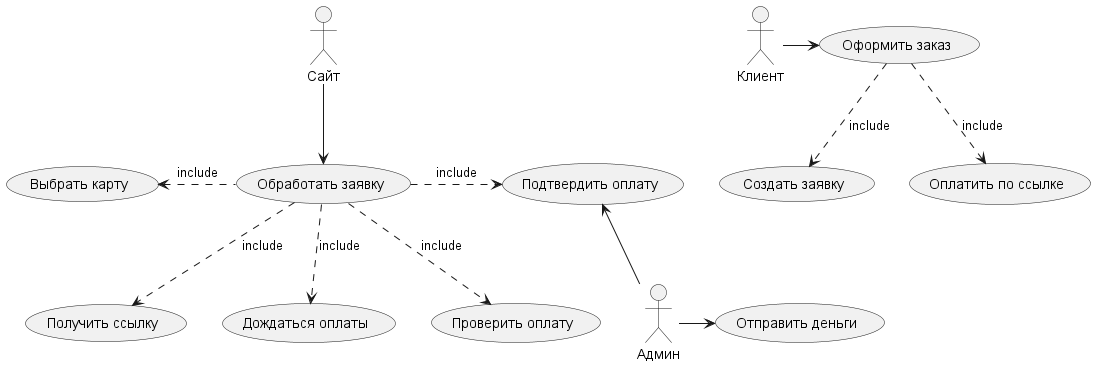 Сайт
Клиент
Оформить заказ
include
include
Выбрать карту
include
Обработать заявку
include
Подтвердить оплату
Создать заявку
Оплатить по ссылке
include
include
include
Получить ссылку
Дождаться оплаты
Проверить оплату
Админ
Отправить деньги